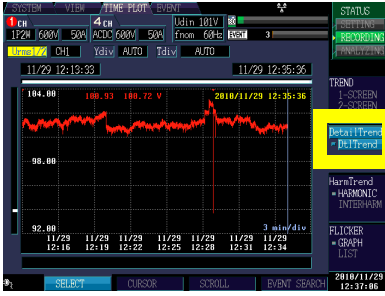 SYSTEM VIEW TIME PLOT EVENT
STATUS
1 CH
4 CH
Udin 101V
SETTING
1P2W 600V 50A ACDC 600V 50A fnom 60Hz EVENT 3
RECORDING
ANALYZING
Urms1/2 CH1 Ydiv AUTO Tdiv AUTO
11/29 12:13:33
11/29 12:35:36
TREND
1-SCREEN
2-SCREEN
104.00
100.93 100.72 V
2010/11/29 12:35:36
DetailTrend
DtlTrend
98.00
HarmTrend
HARMONIC
INTERHARM
92.00
3 min/div
FLICKER
GRAPH
LIST
11/29 11/29 11/29 11/29 11/29 11/29 11/29
12:16 12:19 12:22 12:25 12:28 12:31 12:34
SELECT CURSOR SCROLL EVENT SEARCH
2010/11/29
12:37:06